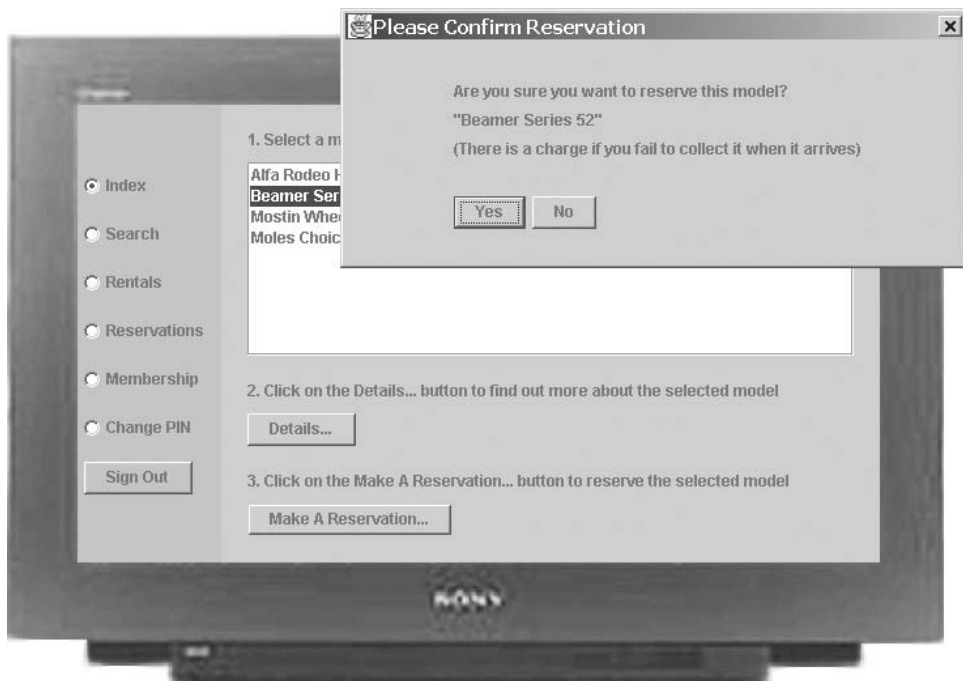 Please Confirm Reservation
Are you sure you want to reserve this model?
"Beamer Series 52"
(There is a charge if you fail to collect it when it arrives)
Yes
No
1. Select a m
Alfa Rodeo H
Beamer Ser
Mostin Whe
Moles Choic
Index
Search
Rentals
Reservations
Membership
Change PIN
Sign Out
2. Click on the Details... button to find out more about the selected model
Details...
3. Click on the Make A Reservation... button to reserve the selected model
Make A Reservation...
SONY